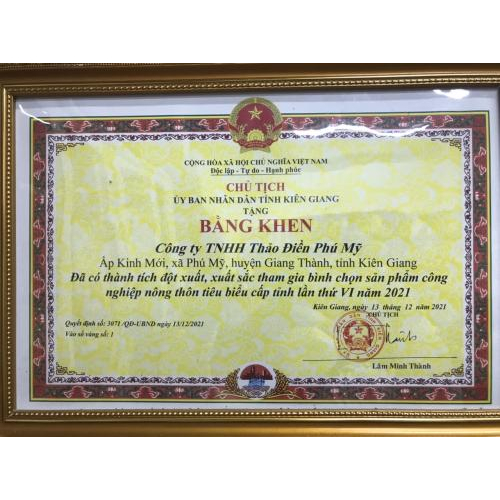 CỘNG HÒA XÃ HỘI CHỦ NGHĨA VIỆT NAM
Độc lập - Tự do - Hạnh phúc
CHỦ TỊCH
ỦY BAN NHÂN DÂN TỈNH KIÊN GIANG
TẶNG
BẰNG KHEN
Công ty TNHH Thảo Điền Phú Mỹ
Ấp Kinh Mới, xã Phú Mỹ, huyện Giang Thành, tỉnh Kiên Giang
Đã có thành tích đột xuất, xuất sắc tham gia bình chọn sản phẩm công
nghiệp nông thôn tiêu biểu cấp tỉnh lần thứ VI năm 2021
Kiên Giang, ngày 13 tháng 12 năm 2021
CHỦ TỊCH
Quyết định số: 3071 /QĐ-UBND ngày 13/12/2021
Vào sổ vàng số: 1
Lâm Minh Thành